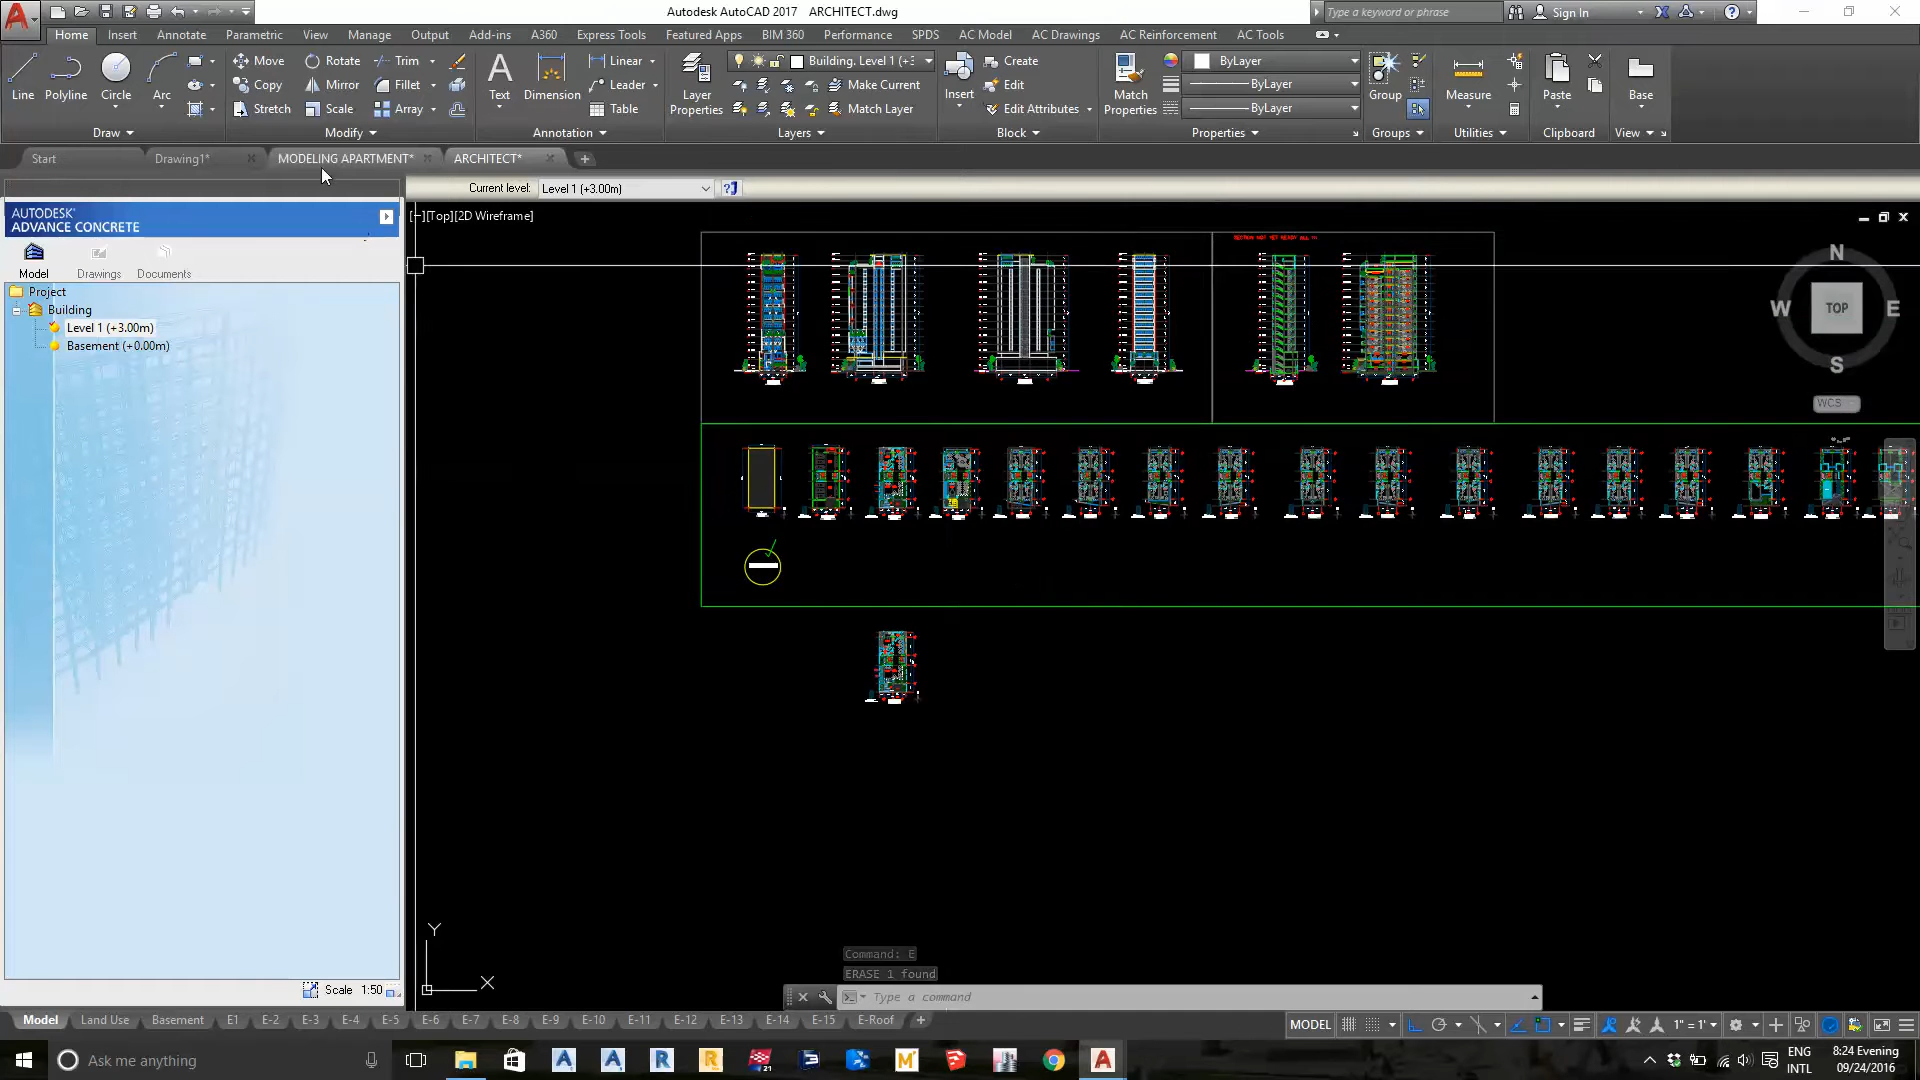 Autodesk AutoCAD 2017 ARCHITECT.dwg
Type a keyword or phrase
Sign In
Home Insert Annotate Parametric View Manage Output Add-ins A360 Express Tools Featured Apps BIM 360 Performance SPDS AC Model AC Drawings AC Reinforcement AC Tools
Line Polyline Circle Arc
Move Rotate Trim
Copy Mirror Fillet
Stretch Scale Array
Text Dimension
Linear
Leader
Table
Layer Properties
Building. Level 1 (+3
Make Current
Match Layer
Insert
Create
Edit
Edit Attributes
Match Properties
ByLayer
ByLayer
ByLayer
Group
Measure
Paste
Base
Draw Modify Annotation Layers Block Properties Groups Utilities Clipboard View
Start Drawing1* MODELING APARTMENT* ARCHITECT*
Current level: Level 1 (+3.00m)
AUTODESK®
ADVANCE CONCRETE
Model Drawings Documents
Project
Building
Level 1 (+3.00m)
Basement (+0.00m)
[−][Top][2D Wireframe]
SECTION NOT YET READY ALL
N
W TOP E
S
WCS
Y
X
Command: E
ERASE 1 found
Type a command
Scale 1:50
Model Land Use Basement E1 E-2 E-3 E-4 E-5 E-6 E-7 E-8 E-9 E-10 E-11 E-12 E-13 E-14 E-15 E-Roof
MODEL 1" = 1'
Ask me anything
21
ENG
INTL
8:24 Evening
09/24/2016